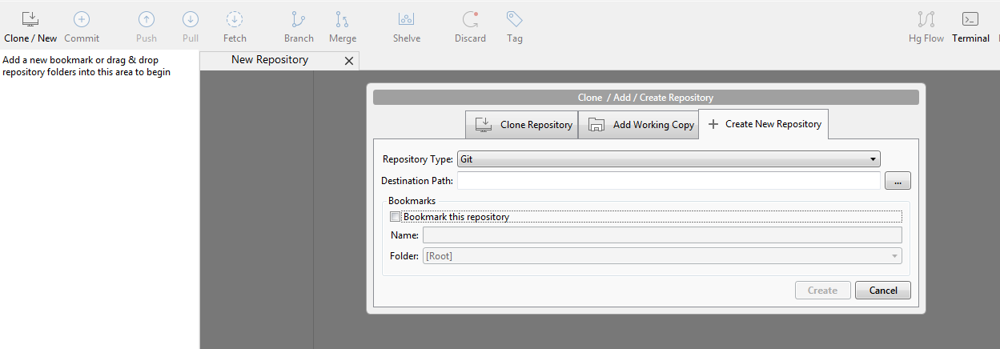 Clone / New Commit Push Pull Fetch Branch Merge Shelve Discard Tag Hg Flow Terminal
Add a new bookmark or drag & drop
repository folders into this area to begin
New Repository
Clone / Add / Create Repository
Clone Repository Add Working Copy Create New Repository
Repository Type: Git
Destination Path: ...
Bookmarks
Bookmark this repository
Name:
Folder: [Root]
Create Cancel